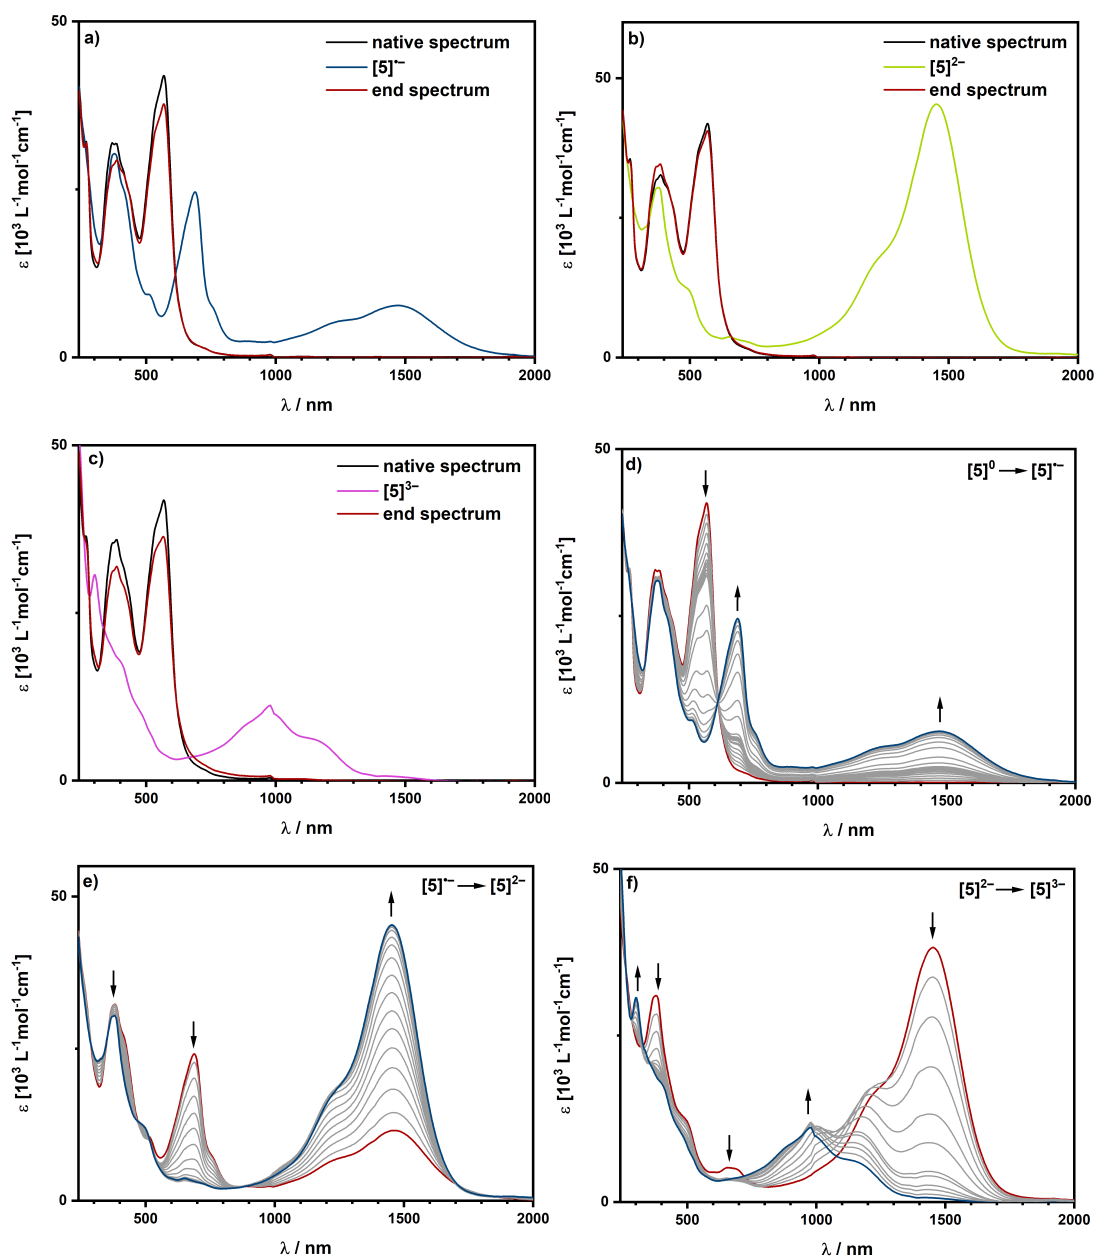 a)
native spectrum
[5]•−
end spectrum
50
0
500
1000
1500
2000
ε [10³ L⁻¹mol⁻¹cm⁻¹]
λ / nm
b)
native spectrum
[5]²⁻
end spectrum
50
0
500
1000
1500
2000
ε [10³ L⁻¹mol⁻¹cm⁻¹]
λ / nm
c)
native spectrum
[5]³⁻
end spectrum
50
0
500
1000
1500
2000
ε [10³ L⁻¹mol⁻¹cm⁻¹]
λ / nm
d)
[5]⁰ → [5]•−
50
0
500
1000
1500
2000
ε [10³ L⁻¹mol⁻¹cm⁻¹]
λ / nm
e)
[5]•− → [5]²⁻
50
0
500
1000
1500
2000
ε [10³ L⁻¹mol⁻¹cm⁻¹]
λ / nm
f)
[5]²⁻ → [5]³⁻
50
0
500
1000
1500
2000
ε [10³ L⁻¹mol⁻¹cm⁻¹]
λ / nm